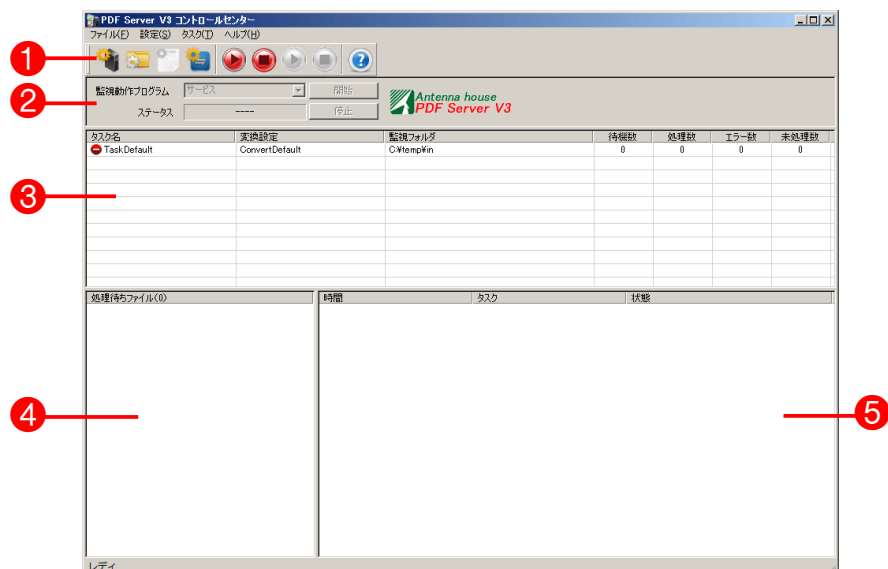 PDF Server V3 コントロールセンター
ファイル(F) 設定(S) タスク(T) ヘルプ(H)
1
2
監視動作プログラム サービス 開始
ステータス ---- 停止
Antenna house
PDF Server V3
タスク名 変換設定 監視フォルダ 待機数 処理数 エラー数 未処理数
TaskDefault ConvertDefault C:¥temp¥in 0 0 0 0
3
処理待ちファイル(0) 時間 タスク 状態
4
5
レディ